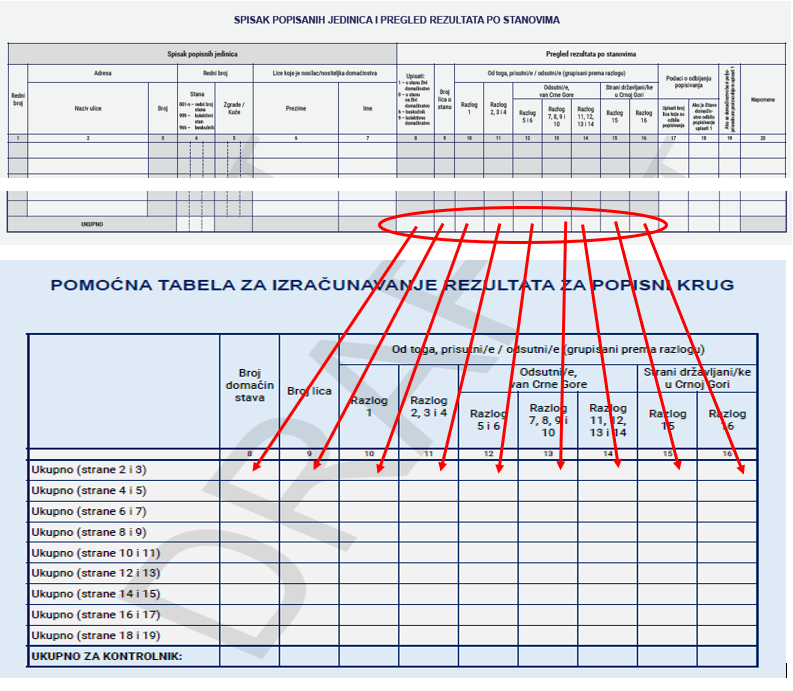 SPISAK POPISANIH JEDINICA I PREGLED REZULTATA PO STANOVIMA
Spisak popisnih jedinica
Pregled rezultata po stanovima
Redni
broj
Adresa
Naziv ulice
Broj
Redni broj
Stana
001-n – redni broj
stana
999 – kolektivni
stan
966 – beskućnik
Zgrade /
Kuće
Lice koje je nosilac/nositeljka domaćinstva
Prezime
Ime
Upisati:
1 – u stanu živi
domaćinstvo
0 – u stanu
ne živi
domaćinstvo
6 – beskućnik
9 – kolektivno
domaćinstvo
Broj
lica u
stanu
Od toga, prisutni/e / odsutni/e (grupisani prema razlogu)
Razlog
1
Razlog
2, 3 i 4
Odsutni/e,
van Crne Gore
Razlog
5 i 6
Razlog
7, 8, 9 i
10
Razlog
11, 12,
13 i 14
Strani državljani/ke
u Crnoj Gori
Razlog
15
Razlog
16
Podaci o odbijanju
popisivanja
Upisati broj
lica koja su
odbila
popisivanje
Ako je čitavo
domaćin-
stvo odbilo
popisivanje
upisati 1
Napomene
1 2 3 4 5 6 7 8 9 10 11 12 13 14 15 16 17 18 19 20
UKUPNO
POMOĆNA TABELA ZA IZRAČUNAVANJE REZULTATA ZA POPISNI KRUG
Broj
domaćin
stava
Broj lica
Od toga, prisutni/e / odsutni/e (grupisani prema razlogu)
Razlog
1
Razlog
2, 3 i 4
Odsutni/e,
van Crne Gore
Razlog
5 i 6
Razlog
7, 8, 9 i
10
Razlog
11, 12,
13 i 14
Strani državljani/ke
u Crnoj Gori
Razlog
15
Razlog
16
8 9 10 11 12 13 14 15 16
Ukupno (strane 2 i 3)
Ukupno (strane 4 i 5)
Ukupno (strane 6 i 7)
Ukupno (strane 8 i 9)
Ukupno (strane 10 i 11)
Ukupno (strane 12 i 13)
Ukupno (strane 14 i 15)
Ukupno (strane 16 i 17)
Ukupno (strane 18 i 19)
UKUPNO ZA KONTROLNIK:
DRAFT